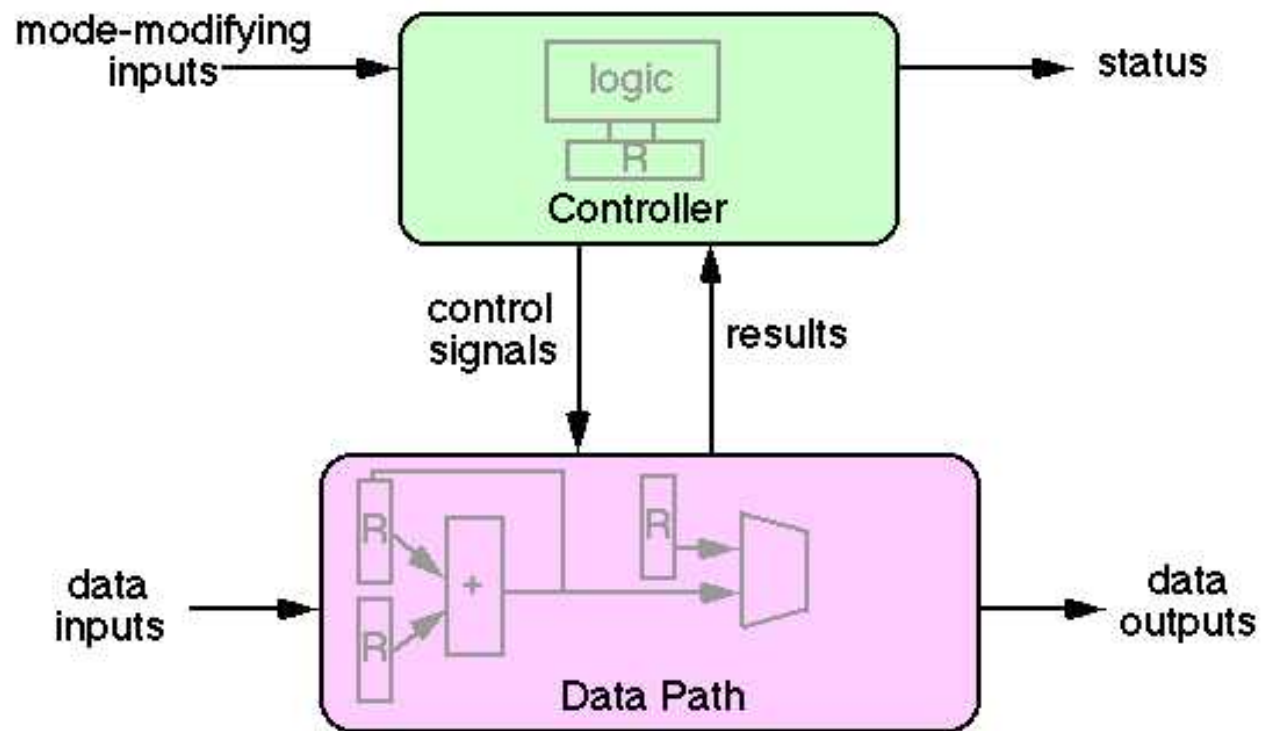 mode-modifying
inputs
logic
R
Controller
status
control
signals
results
R
R
+
R
data
inputs
data
outputs
Data Path